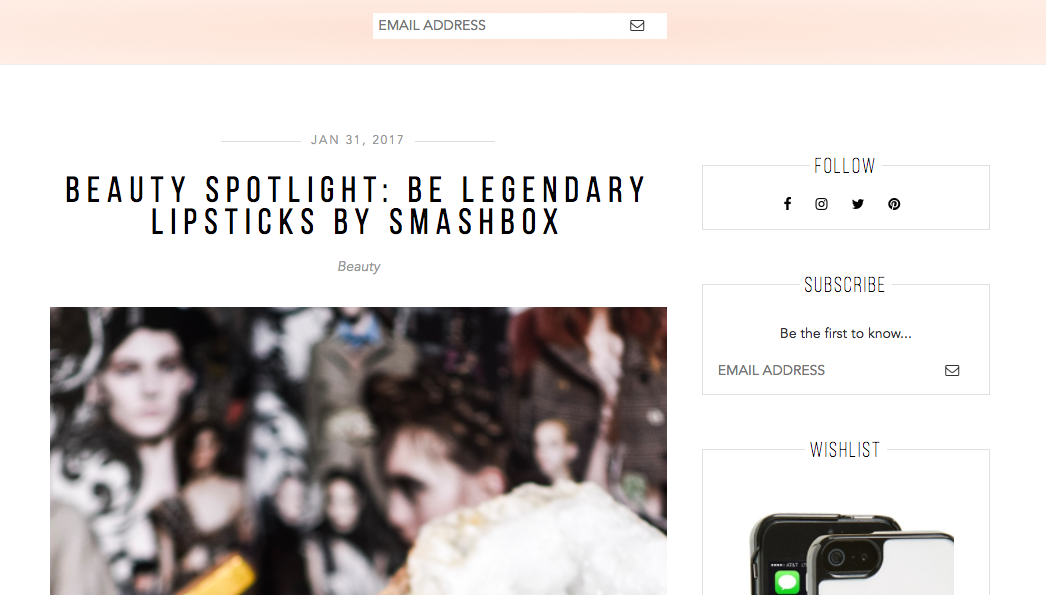 EMAIL ADDRESS
JAN 31, 2017
BEAUTY SPOTLIGHT: BE LEGENDARY
LIPSTICKS BY SMASHBOX
Beauty
FOLLOW
SUBSCRIBE
Be the first to know...
EMAIL ADDRESS
WISHLIST
AT&T